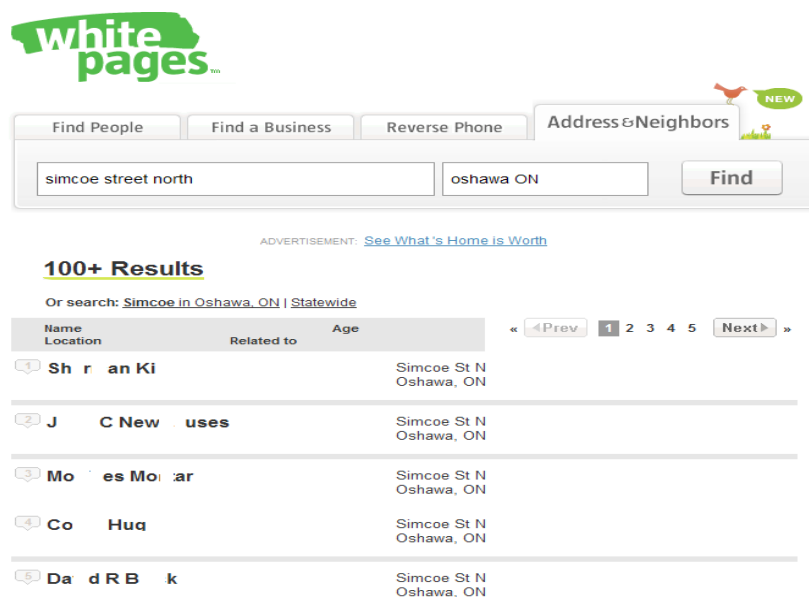 white
pages™
NEW
Find People
Find a Business
Reverse Phone
Address&Neighbors
simcoe street north
oshawa ON
Find
ADVERTISEMENT: See What 's Home is Worth
100+ Results
Or search: Simcoe in Oshawa, ON | Statewide
Name Age
Location Related to
« Prev 1 2 3 4 5 Next »
1 Simcoe St N
Oshawa, ON
2 J C New Simcoe St N
Oshawa, ON
3 Simcoe St N
Oshawa, ON
4 Simcoe St N
Oshawa, ON
5 R Simcoe St N
Oshawa, ON